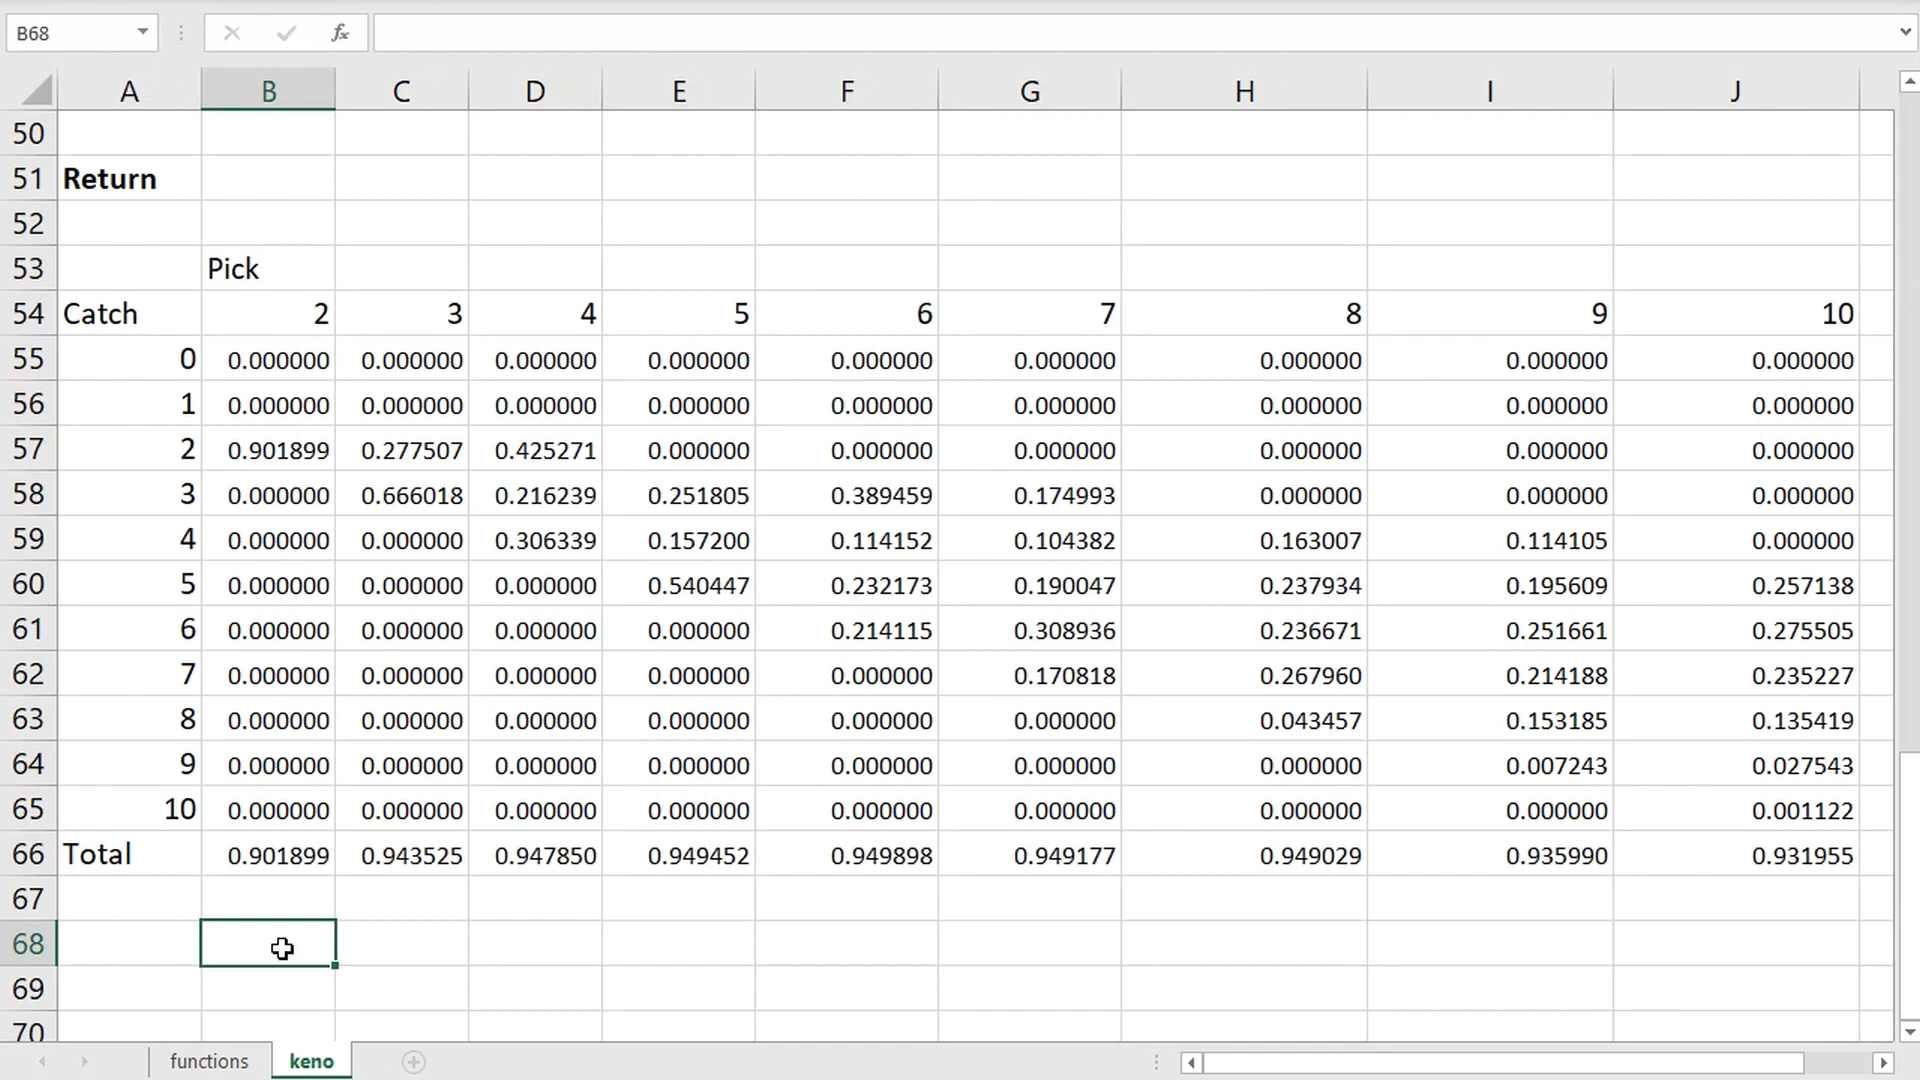 B68 fx
A B C D E F G H I J
50
51 Return
52
53 Pick
54 Catch 2 3 4 5 6 7 8 9 10
55 0 0.000000 0.000000 0.000000 0.000000 0.000000 0.000000 0.000000 0.000000 0.000000
56 1 0.000000 0.000000 0.000000 0.000000 0.000000 0.000000 0.000000 0.000000 0.000000
57 2 0.901899 0.277507 0.425271 0.000000 0.000000 0.000000 0.000000 0.000000 0.000000
58 3 0.000000 0.666018 0.216239 0.251805 0.389459 0.174993 0.000000 0.000000 0.000000
59 4 0.000000 0.000000 0.306339 0.157200 0.114152 0.104382 0.163007 0.114105 0.000000
60 5 0.000000 0.000000 0.000000 0.540447 0.232173 0.190047 0.237934 0.195609 0.257138
61 6 0.000000 0.000000 0.000000 0.000000 0.214115 0.308936 0.236671 0.251661 0.275505
62 7 0.000000 0.000000 0.000000 0.000000 0.000000 0.170818 0.267960 0.214188 0.235227
63 8 0.000000 0.000000 0.000000 0.000000 0.000000 0.000000 0.043457 0.153185 0.135419
64 9 0.000000 0.000000 0.000000 0.000000 0.000000 0.000000 0.000000 0.007243 0.027543
65 10 0.000000 0.000000 0.000000 0.000000 0.000000 0.000000 0.000000 0.000000 0.001122
66 Total 0.901899 0.943525 0.947850 0.949452 0.949898 0.949177 0.949029 0.935990 0.931955
67
68
69
70
functions keno